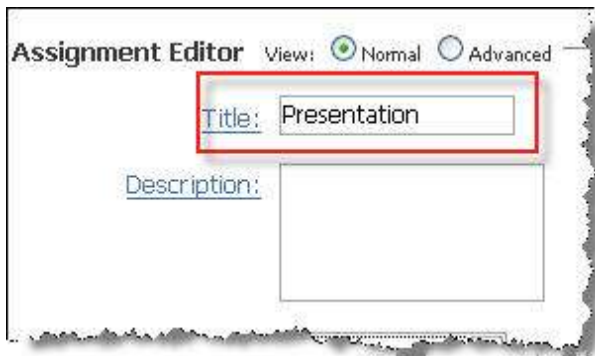 Assignment Editor View: Normal Advanced
Title: Presentation
Description: